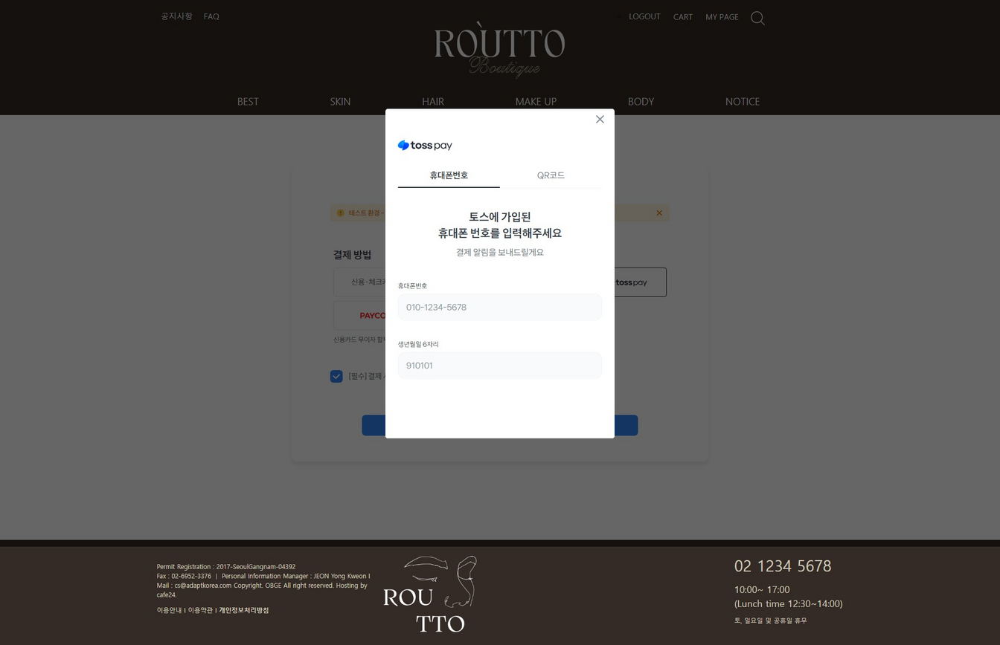 공지사항 FAQ
LOGOUT CART MY PAGE
ROÙTTO
Boutique
BEST SKIN HAIR MAKE UP BODY NOTICE
toss pay
휴대폰번호 QR코드
토스에 가입된
휴대폰 번호를 입력해주세요
결제 알림을 보내드릴게요
휴대폰번호
010-1234-5678
생년월일 6자리
910101
테스트 환경 -
결제 방법
신용·체크
toss pay
PAYCO
신용카드 무이자
[필수] 결제
Permit Registration : 2017-SeoulGangnam-04392
Fax : 02-6952-3376 | Personal Information Manager : JEON Yong Kweon I
Mail : cs@adaptkorea.com Copyright. OBGE All right reserved. Hosting by
cafe24.
이용안내 I 이용약관 I 개인정보처리방침
ROU
TTO
02 1234 5678
10:00~ 17:00
(Lunch time 12:30~14:00)
토, 일요일 및 공휴일 휴무